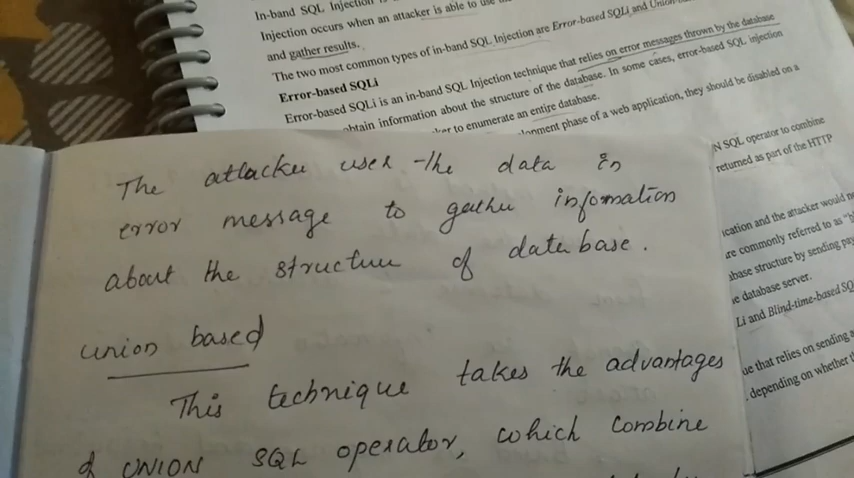 In-band SQL Injection
Injection occurs when an attacker is able to use
and gather results.
The two most common types of in-band SQL Injection are Error-based SQLi and Union
Error-based SQLi
Error-based SQLi is an in-band SQL Injection technique that relies on error messages thrown by the database
obtain information about the structure of the database. In some cases, error-based SQL injection
to enumerate an entire database.
phase of a web application, they should be disabled on a
SQL operator to combine
returned as part of the HTTP
The attacker uses the data in
error message to gather information
about the structure of database.
union based
This technique takes the advantages
of UNION SQL operator, which combine
and the attacker would
are commonly referred to as
structure by sending
database server.
Li and Blind-time-based
that relies on sending
depending on whether